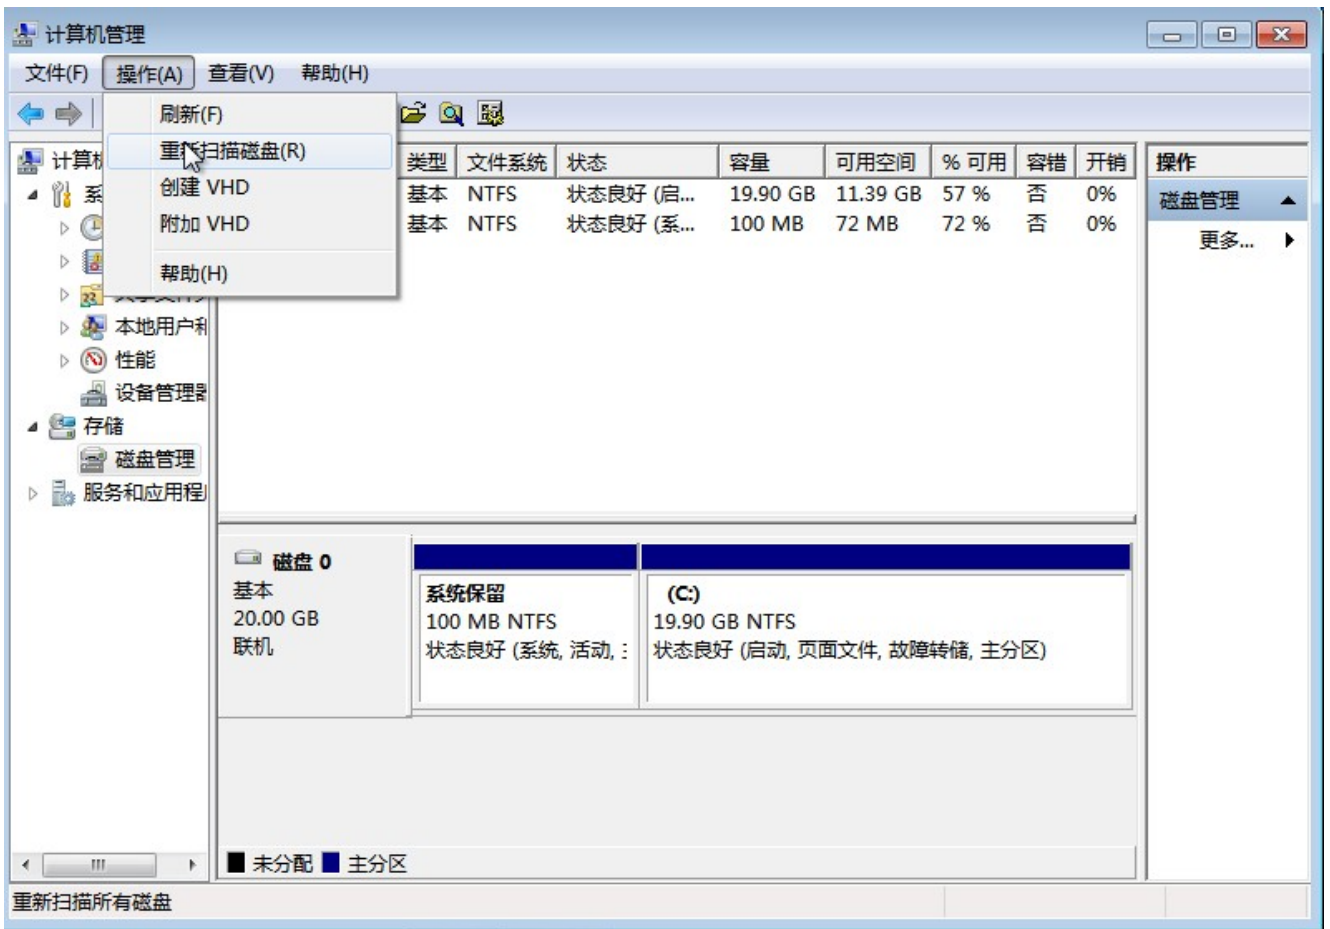 计算机管理
文件(F) 操作(A) 查看(V) 帮助(H)
刷新(F)
重新扫描磁盘(R)
创建 VHD
附加 VHD
帮助(H)
计算机
系
本地用户和
性能
设备管理器
存储
磁盘管理
服务和应用程序
类型 文件系统 状态 容量 可用空间 % 可用 容错 开销
基本 NTFS 状态良好 (启... 19.90 GB 11.39 GB 57 % 否 0%
基本 NTFS 状态良好 (系... 100 MB 72 MB 72 % 否 0%
操作
磁盘管理
更多...
磁盘 0
基本
20.00 GB
联机
系统保留
100 MB NTFS
状态良好 (系统, 活动, 主
(C:)
19.90 GB NTFS
状态良好 (启动, 页面文件, 故障转储, 主分区)
未分配 主分区
重新扫描所有磁盘